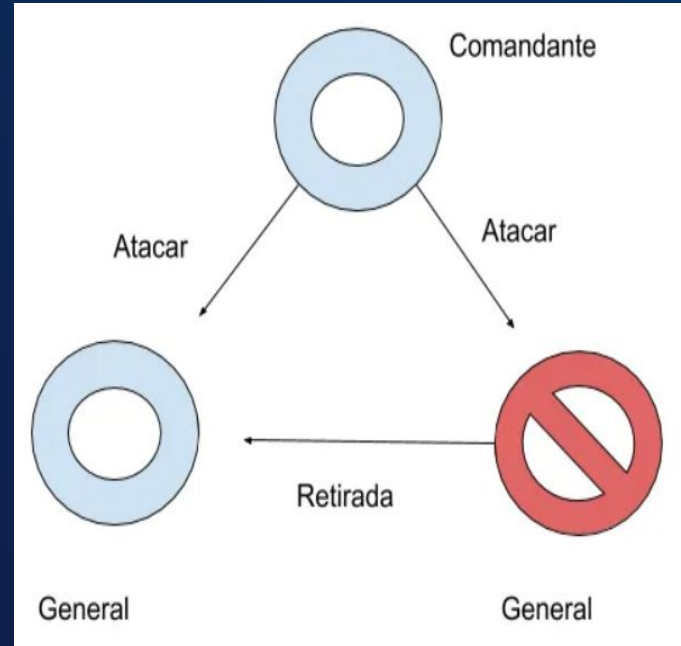 Comandante
Atacar
Atacar
Retirada
General
General